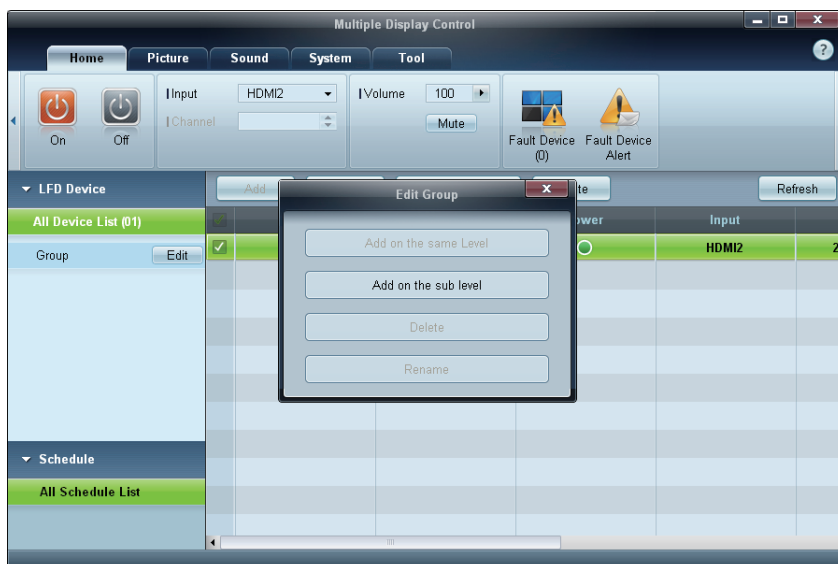 Multiple Display Control
Home Picture Sound System Tool
?
Input HDMI2 Volume 100
On Off Channel Mute Fault Device (0) Fault Device Alert
LFD Device Add Refresh
Edit Group
All Device List (01) Input
Group Edit HDMI2 2
Add on the same Level
Add on the sub level
Delete
Rename
Schedule
All Schedule List